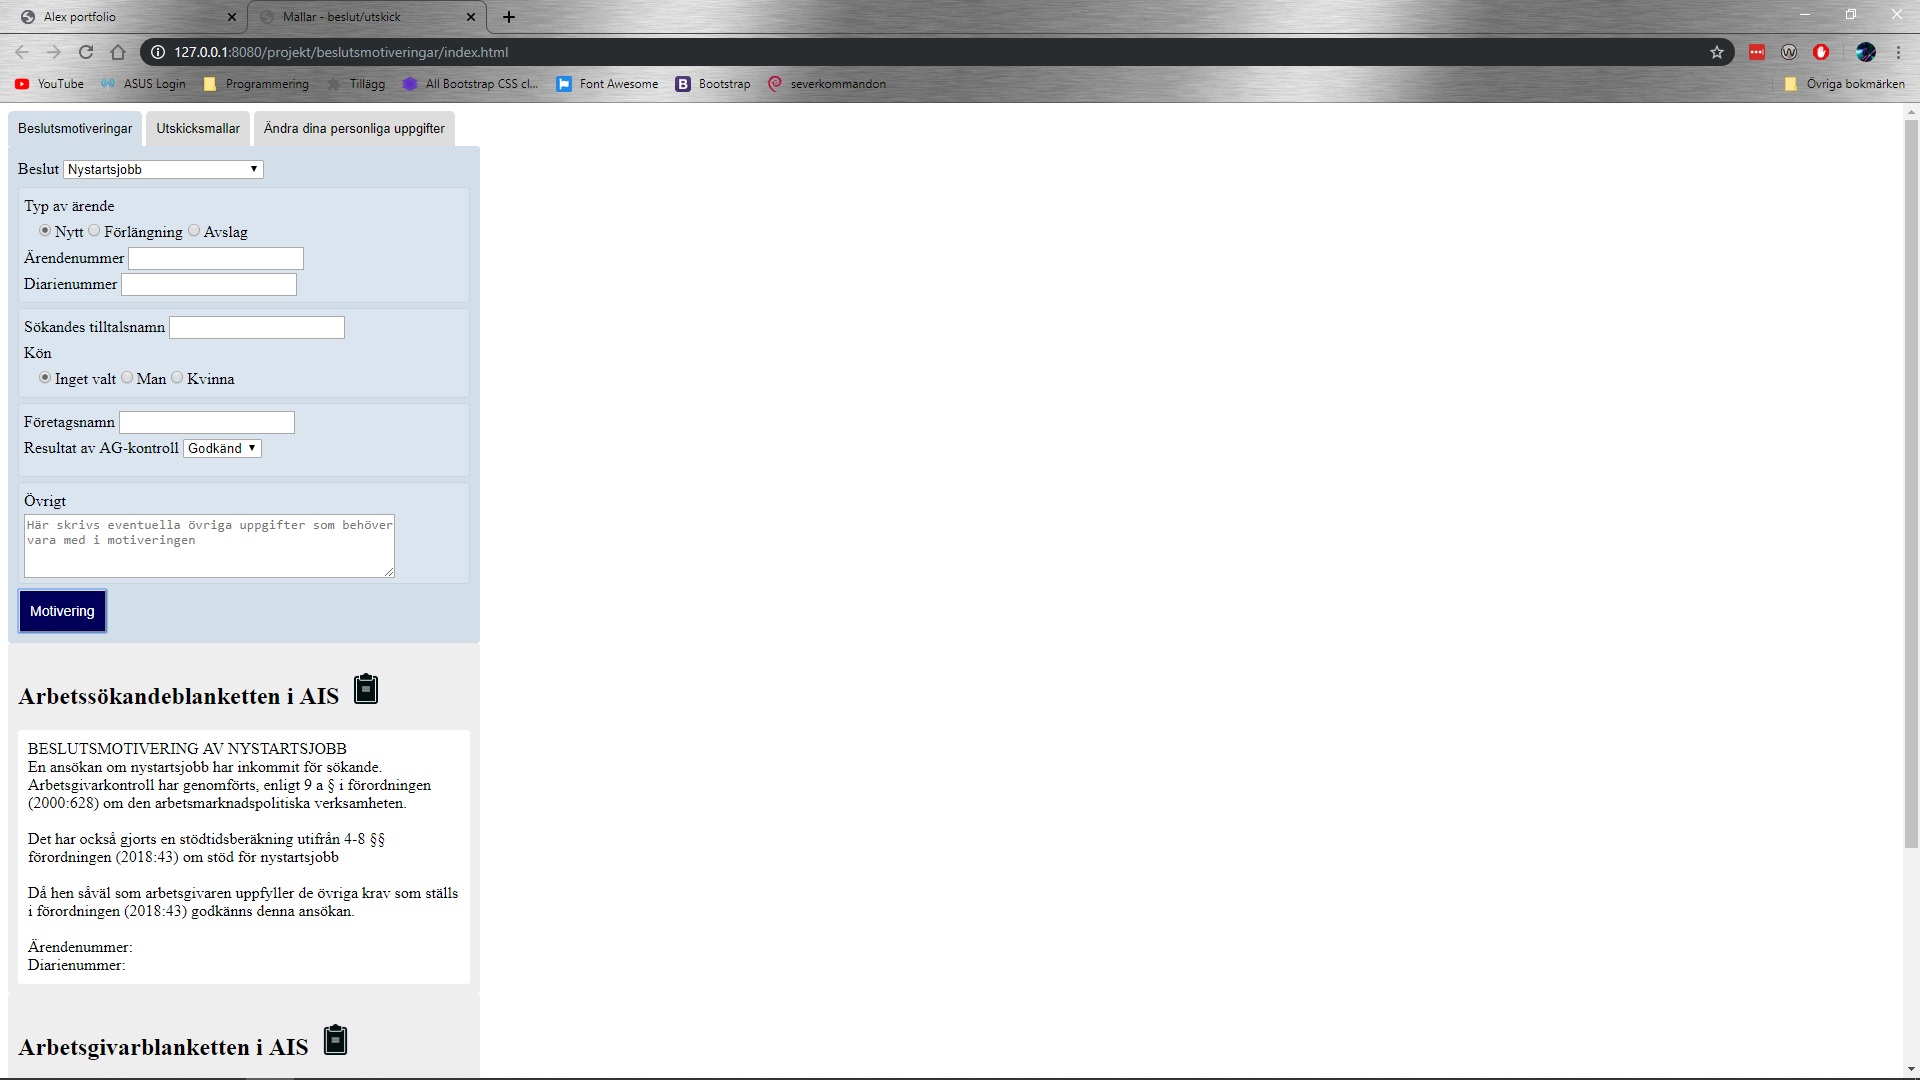 Alex portfolio
Mallar - beslut/utskick
127.0.0.1:8080/projekt/beslutsmotiveringar/index.html
YouTube ASUS Login Programmering Tillägg All Bootstrap CSS cl... Font Awesome Bootstrap severkommandon Övriga bokmärken
Beslutsmotiveringar Utskicksmallar Ändra dina personliga uppgifter
Beslut Nystartsjobb
Typ av ärende
Nytt Förlängning Avslag
Ärendenummer
Diarienummer
Sökandes tilltalsnamn
Kön
Inget valt Man Kvinna
Företagsnamn
Resultat av AG-kontroll Godkänd
Övrigt
Här skrivs eventuella övriga uppgifter som behöver
vara med i motiveringen
Motivering
Arbetssökandeblanketten i AIS
BESLUTSMOTIVERING AV NYSTARTSJOBB
En ansökan om nystartsjobb har inkommit för sökande.
Arbetsgivarkontroll har genomförts, enligt 9 a § i förordningen
(2000:628) om den arbetsmarknadspolitiska verksamheten.
Det har också gjorts en stödtidsberäkning utifrån 4-8 §§
förordningen (2018:43) om stöd för nystartsjobb
Då hen såväl som arbetsgivaren uppfyller de övriga krav som ställs
i förordningen (2018:43) godkänns denna ansökan.
Ärendenummer:
Diarienummer:
Arbetsgivarblanketten i AIS